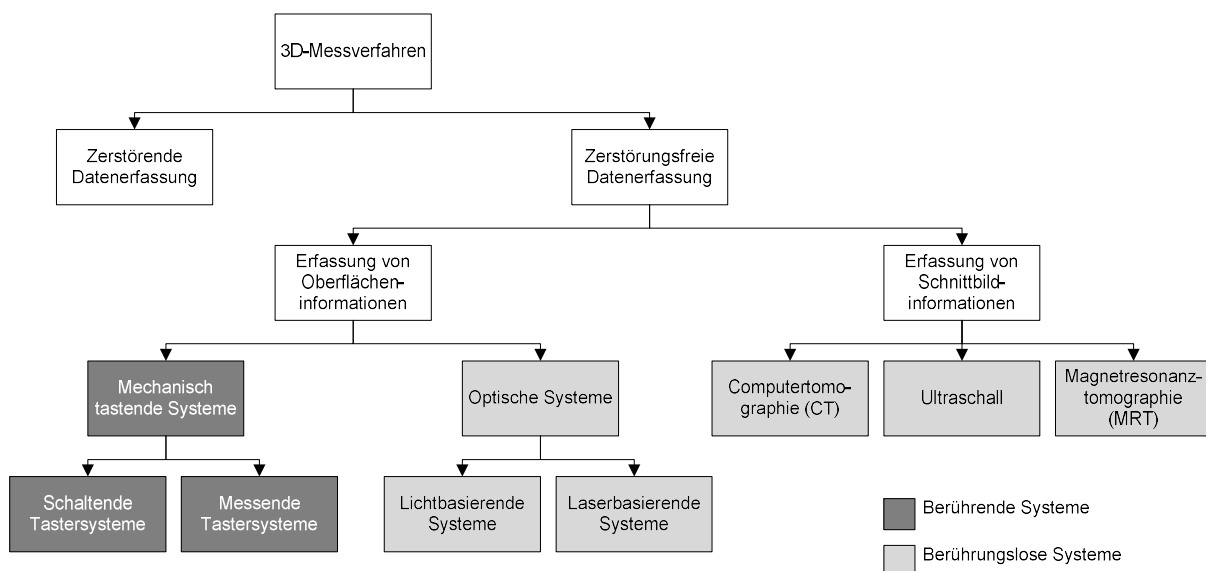 3D-Messverfahren
Zerstörende
Datenerfassung
Zerstörungsfreie
Datenerfassung
Erfassung von
Oberflächen-
informationen
Erfassung von
Schnittbild-
informationen
Mechanisch
tastende Systeme
Optische Systeme
Computertomo-
graphie (CT)
Ultraschall
Magnetresonanz-
tomographie
(MRT)
Schaltende
Tastersysteme
Messende
Tastersysteme
Lichtbasierende
Systeme
Laserbasierende
Systeme
Berührende Systeme
Berührungslose Systeme